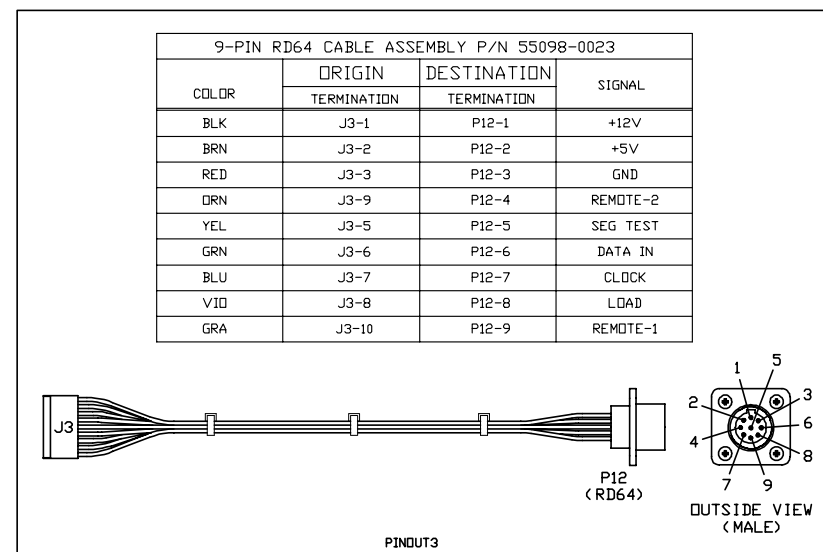 9-PIN RD64 CABLE ASSEMBLY P/N 55098-0023
COLOR ORIGIN DESTINATION SIGNAL
TERMINATION TERMINATION
BLK J3-1 P12-1 +12V
BRN J3-2 P12-2 +5V
RED J3-3 P12-3 GND
ORN J3-9 P12-4 REMOTE-2
YEL J3-5 P12-5 SEG TEST
GRN J3-6 P12-6 DATA IN
BLU J3-7 P12-7 CLOCK
VIO J3-8 P12-8 LOAD
GRA J3-10 P12-9 REMOTE-1
J3
P12
(RD64)
1 5
2 3
4 6
8
7 9
OUTSIDE VIEW
(MALE)
PINOUT3